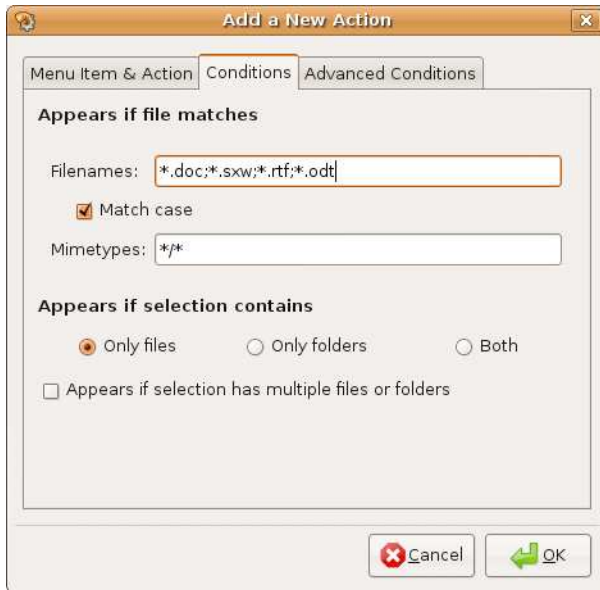 Add a New Action
Menu Item & Action Conditions Advanced Conditions
Appears if file matches
Filenames: *.doc;*.sxw;*.rtf;*.odt
Match case
Mimetypes: */*
Appears if selection contains
Only files Only folders Both
Appears if selection has multiple files or folders
Cancel OK